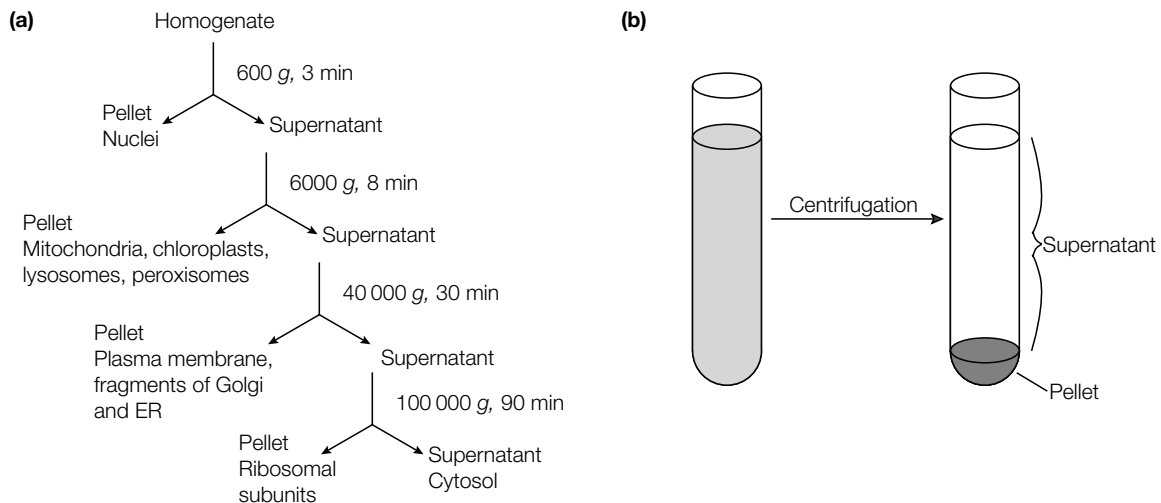 (a)
Homogenate
600 g, 3 min
Pellet
Nuclei
Supernatant
6000 g, 8 min
Pellet
Mitochondria, chloroplasts,
lysosomes, peroxisomes
Supernatant
40 000 g, 30 min
Pellet
Plasma membrane,
fragments of Golgi
and ER
Supernatant
100 000 g, 90 min
Pellet
Ribosomal
subunits
Supernatant
Cytosol
(b)
Centrifugation
Supernatant
Pellet